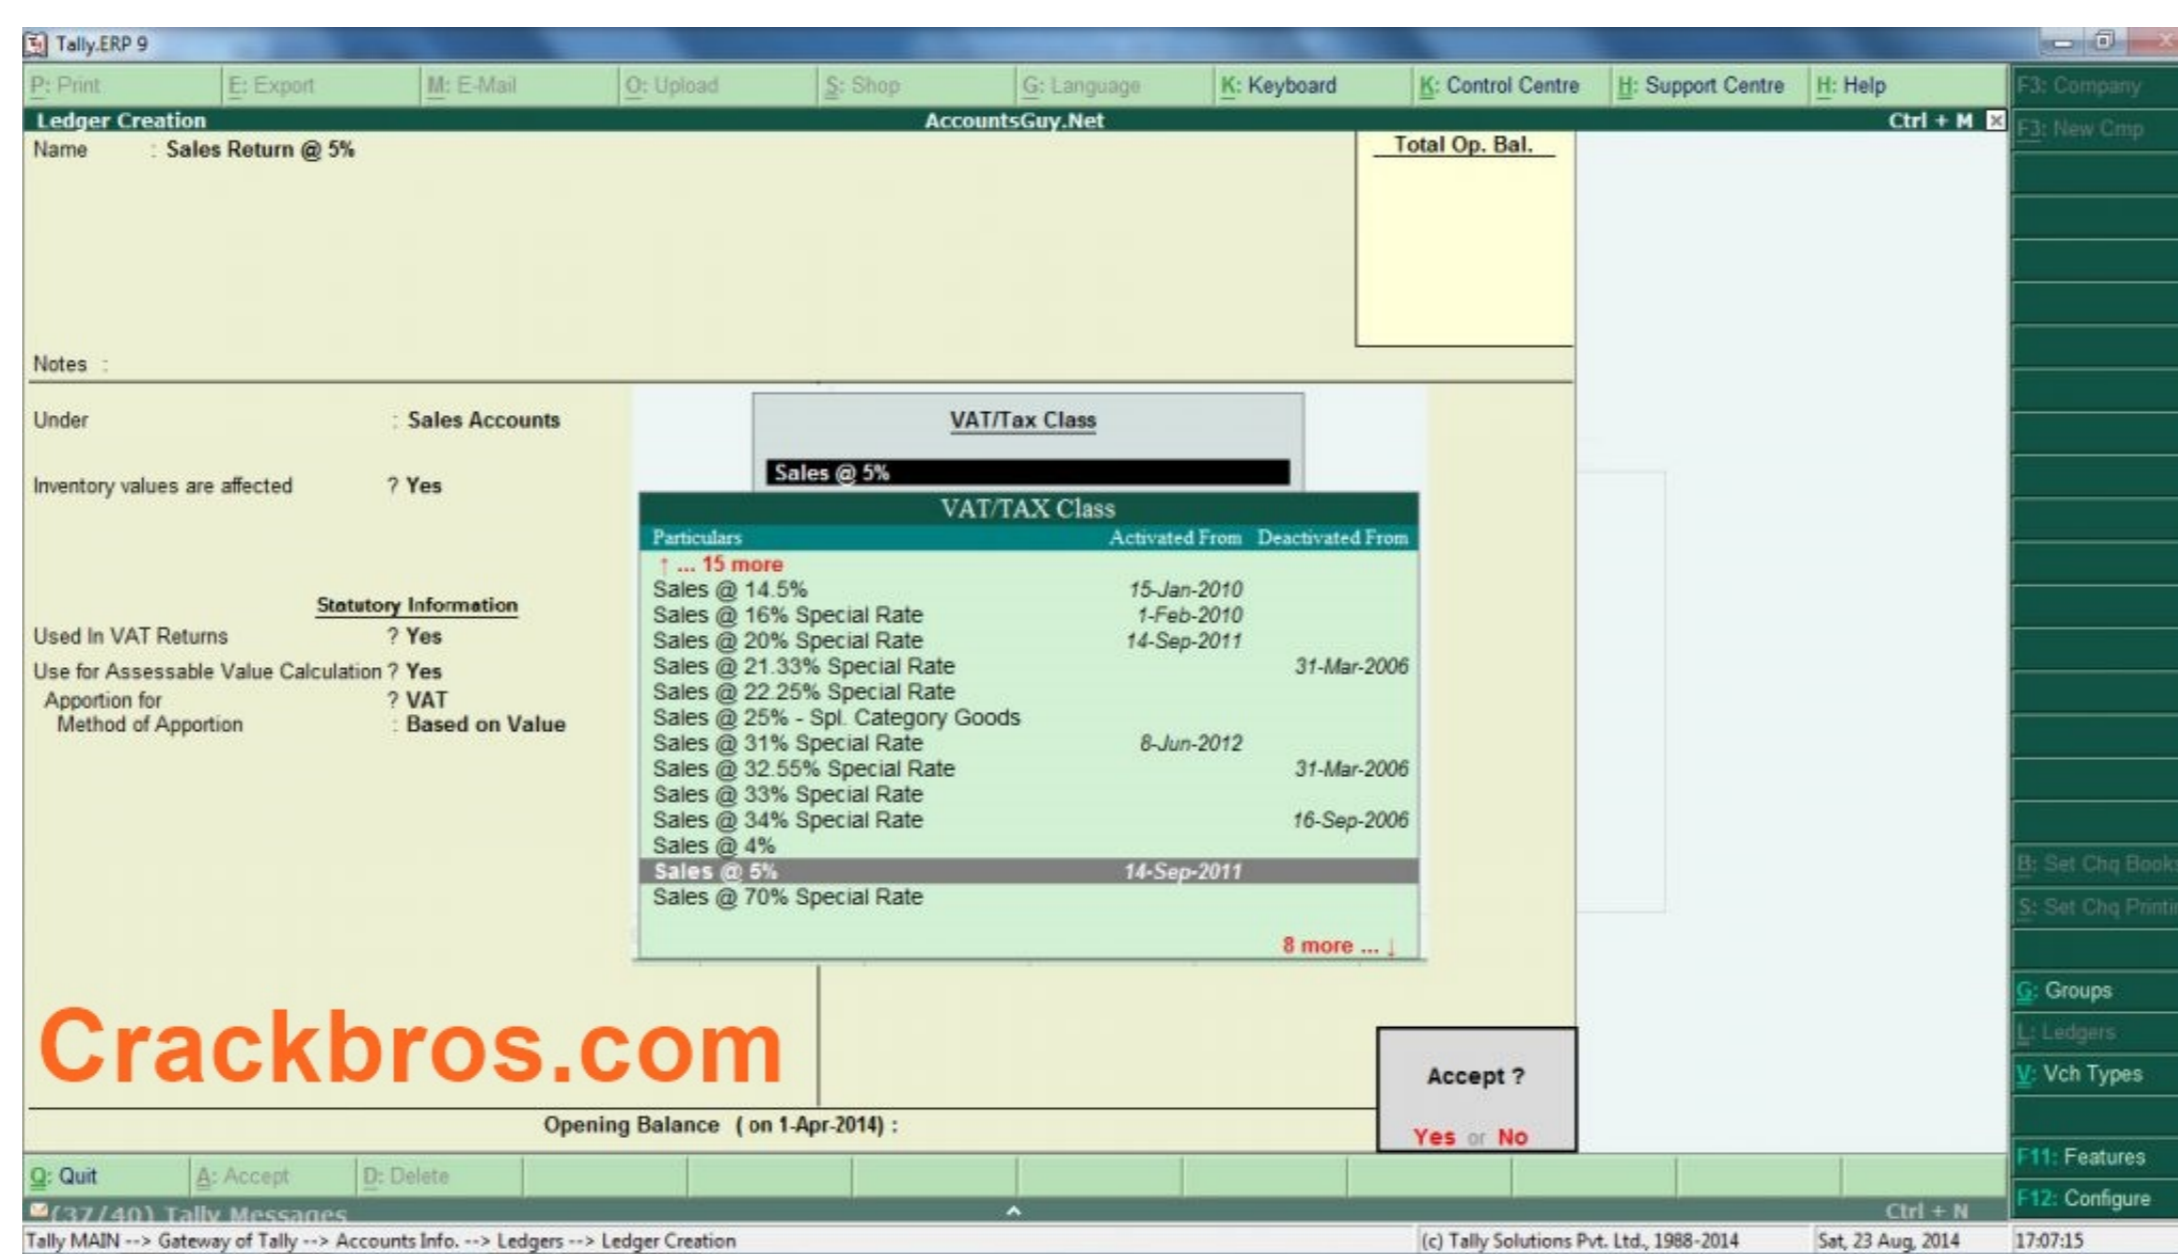 Tally.ERP 9
P: Print E: Export M: E-Mail O: Upload S: Shop G: Language K: Keyboard K: Control Centre H: Support Centre H: Help
F3: Company
Ledger Creation AccountsGuy.Net Ctrl + M
F3: New Cmp
Name : Sales Return @ 5%
Total Op. Bal.
Notes :
Under : Sales Accounts
Inventory values are affected ? Yes
Statutory Information
Used In VAT Returns ? Yes
Use for Assessable Value Calculation ? Yes
Apportion for ? VAT
Method of Apportion : Based on Value
VAT/Tax Class
Sales @ 5%
VAT/TAX Class
Particulars Activated From Deactivated From
↑ ... 15 more
Sales @ 14.5% 15-Jan-2010
Sales @ 16% Special Rate 1-Feb-2010
Sales @ 20% Special Rate 14-Sep-2011
Sales @ 21.33% Special Rate 31-Mar-2006
Sales @ 22.25% Special Rate
Sales @ 25% - Spl. Category Goods
Sales @ 31% Special Rate 8-Jun-2012
Sales @ 32.55% Special Rate 31-Mar-2006
Sales @ 33% Special Rate
Sales @ 34% Special Rate 16-Sep-2006
Sales @ 4%
Sales @ 5% 14-Sep-2011
Sales @ 70% Special Rate
8 more ... ↓
B: Set Chq Books
S: Set Chq Printin
G: Groups
L: Ledgers
V: Vch Types
F11: Features
F12: Configure
Crackbros.com
Accept ?
Yes or No
Opening Balance ( on 1-Apr-2014) :
Q: Quit A: Accept D: Delete
(37/40) Tally Messages Ctrl + N
Tally MAIN --> Gateway of Tally --> Accounts Info. --> Ledgers --> Ledger Creation (c) Tally Solutions Pvt. Ltd., 1988-2014 Sat, 23 Aug, 2014 17:07:15